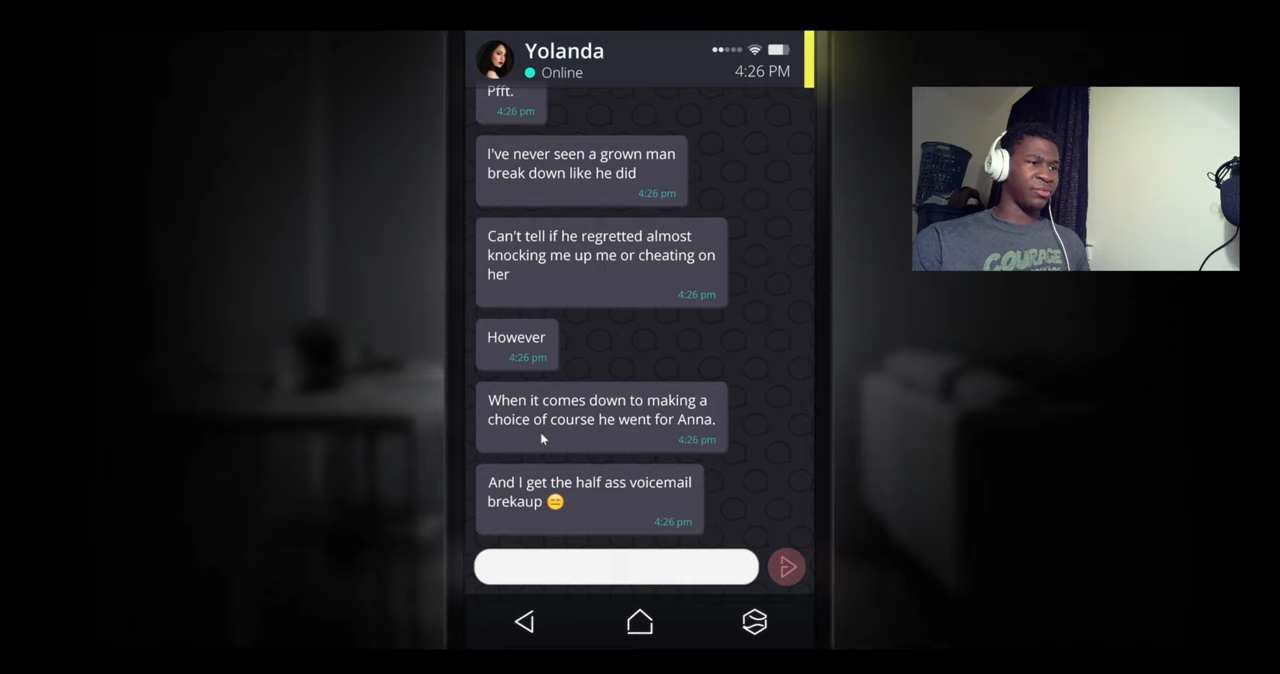 Yolanda
Online
4:26 PM
Pfft.
4:26 pm
I've never seen a grown man
break down like he did
4:26 pm
Can't tell if he regretted almost
knocking me up me or cheating on
her
4:26 pm
However
4:26 pm
When it comes down to making a
choice of course he went for Anna.
4:26 pm
And I get the half ass voicemail
brekaup 😑
4:26 pm
COURAGE